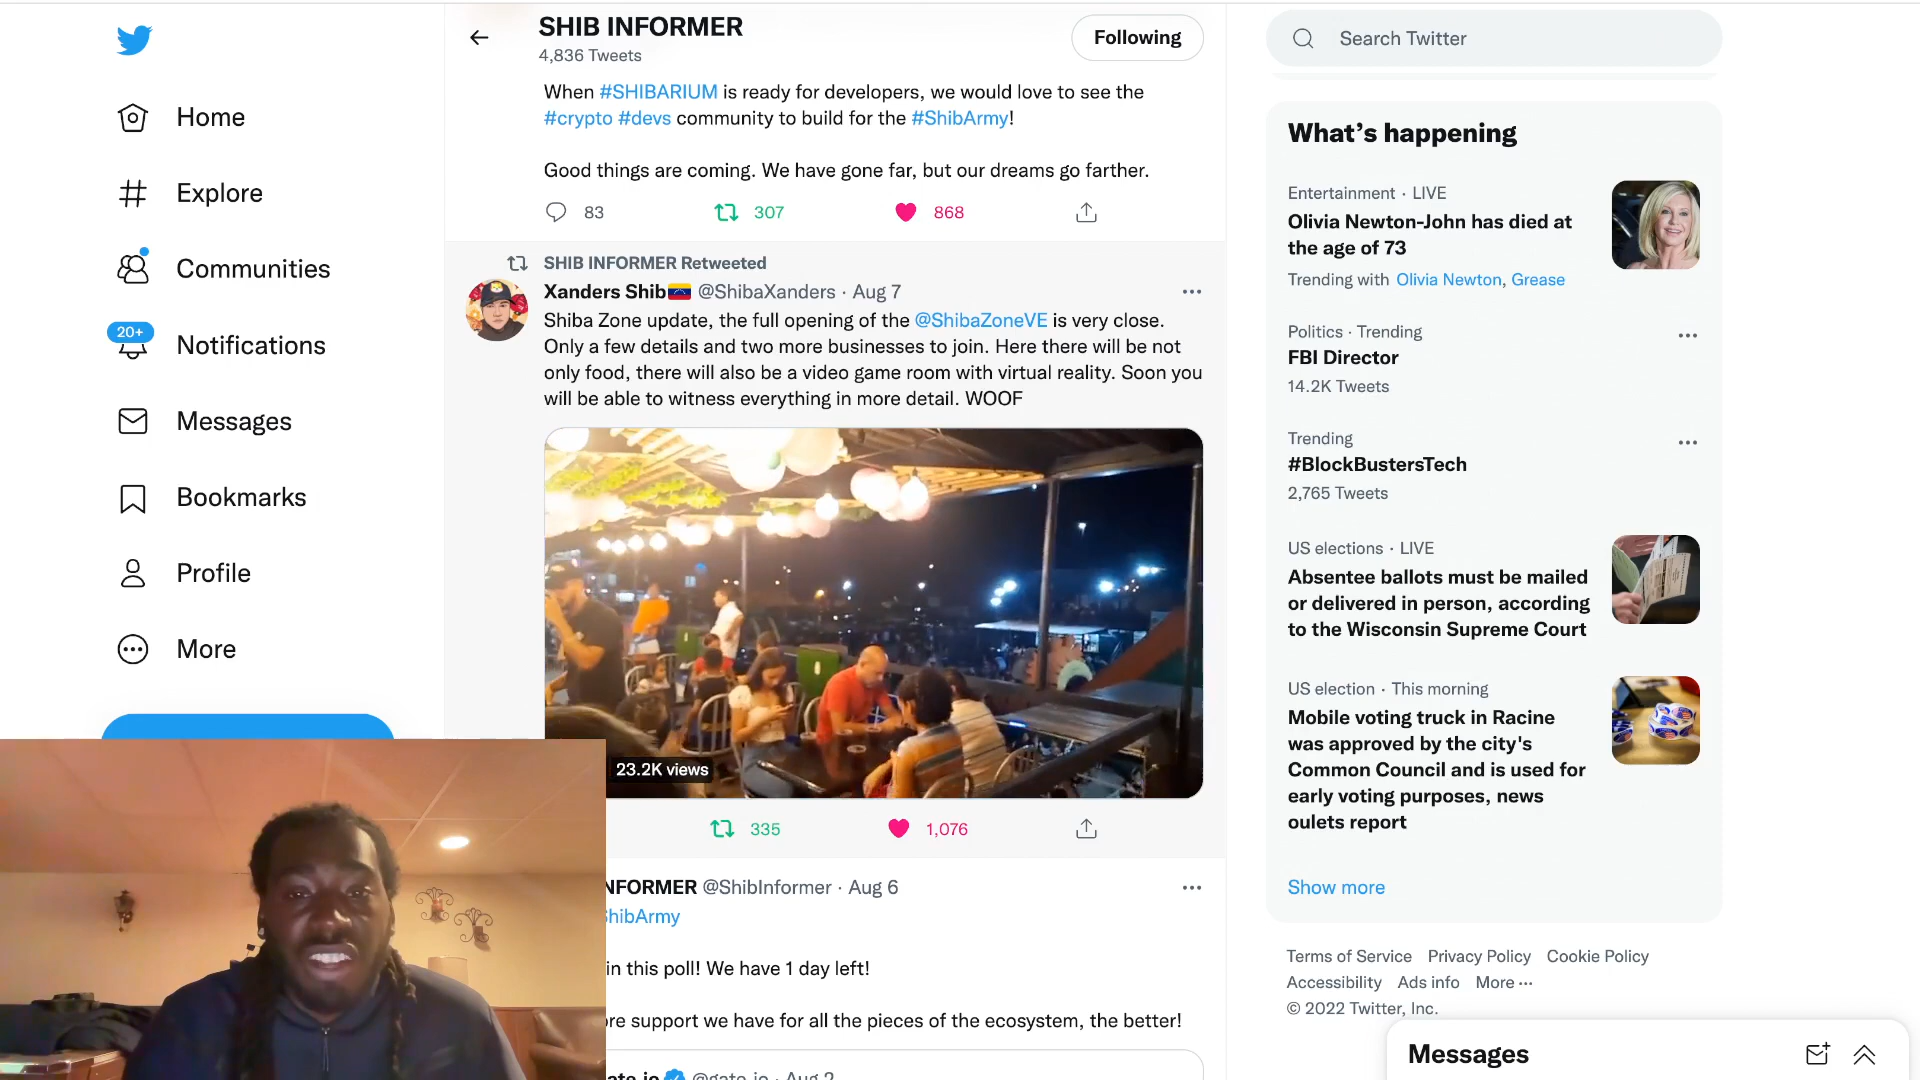 Home
Explore
Communities
20+
Notifications
Messages
Bookmarks
Profile
More
SHIB INFORMER
4,836 Tweets
Following
When #SHIBARIUM is ready for developers, we would love to see the
#crypto #devs community to build for the #ShibArmy!
Good things are coming. We have gone far, but our dreams go farther.
83
307
868
SHIB INFORMER Retweeted
Xanders Shib @ShibaXanders · Aug 7
Shiba Zone update, the full opening of the @ShibaZoneVE is very close.
Only a few details and two more businesses to join. Here there will be not
only food, there will also be a video game room with virtual reality. Soon you
will be able to witness everything in more detail. WOOF
23.2K views
335
1,076
NFORMER @ShibInformer · Aug 6
hibArmy
in this poll! We have 1 day left!
re support we have for all the pieces of the ecosystem, the better!
ate.io @gate_io · Aug 2
Search Twitter
What's happening
Entertainment · LIVE
Olivia Newton-John has died at
the age of 73
Trending with Olivia Newton, Grease
Politics · Trending
FBI Director
14.2K Tweets
Trending
#BlockBustersTech
2,765 Tweets
US elections · LIVE
Absentee ballots must be mailed
or delivered in person, according
to the Wisconsin Supreme Court
US election · This morning
Mobile voting truck in Racine
was approved by the city's
Common Council and is used for
early voting purposes, news
oulets report
Show more
Terms of Service Privacy Policy Cookie Policy
Accessibility Ads info More ···
© 2022 Twitter, Inc.
Messages